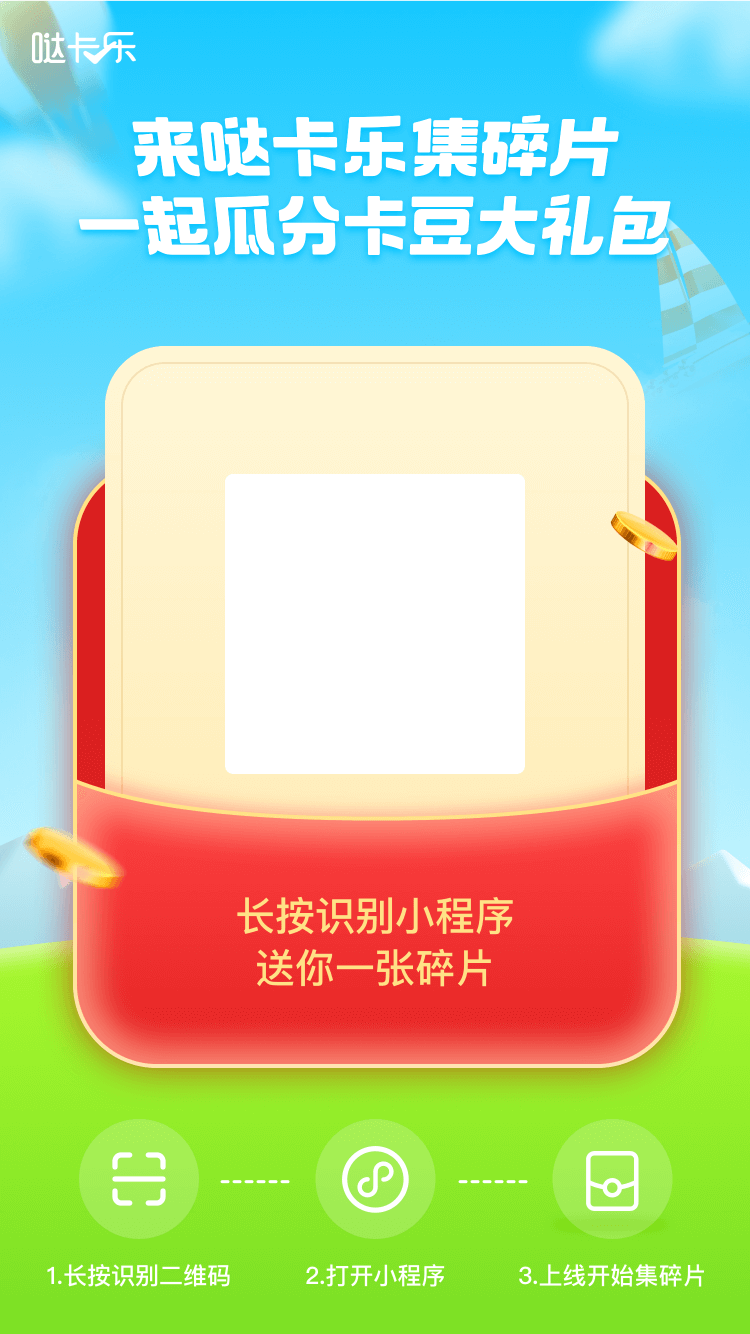 哒卡乐
来哒卡乐集碎片
一起瓜分卡豆大礼包
长按识别小程序
送你一张碎片
1.长按识别二维码
2.打开小程序
3.上线开始集碎片